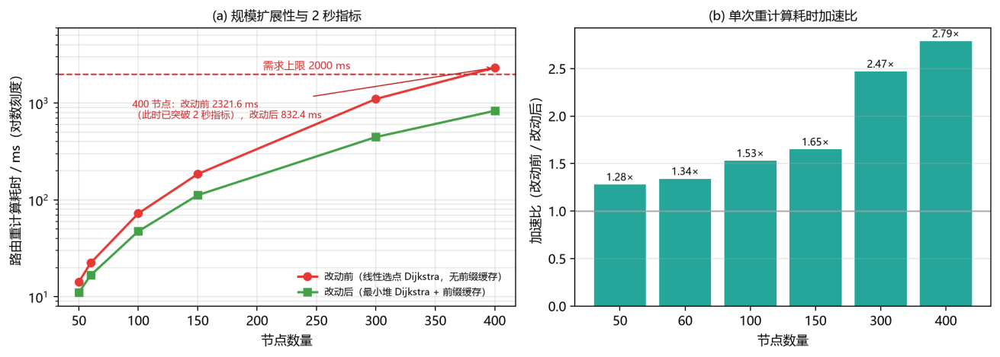 (a) 规模扩展性与 2 秒指标
路由重计算耗时 / ms（对数刻度）
10³
10²
10¹
需求上限 2000 ms
400 节点：改动前 2321.6 ms
（此时已突破 2 秒指标），改动后 832.4 ms
改动前（线性选点 Dijkstra，无前缀缓存）
改动后（最小堆 Dijkstra + 前缀缓存）
50 100 150 200 250 300 350 400
节点数量
(b) 单次重计算耗时加速比
加速比（改动前 / 改动后）
2.5
2.0
1.5
1.0
0.5
0.0
1.28×
1.34×
1.53×
1.65×
2.47×
2.79×
50 60 100 150 300 400
节点数量